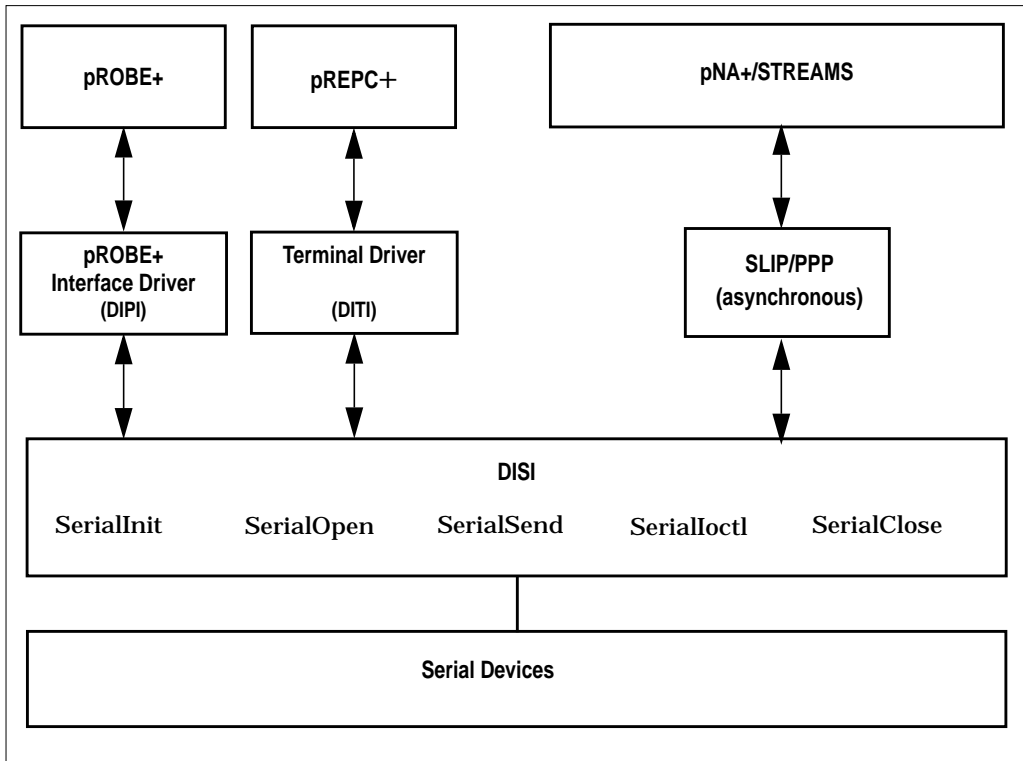 pROBE+
pREPC+
pNA+/STREAMS
pROBE+
Interface Driver
(DIPI)
Terminal Driver
(DITI)
SLIP/PPP
(asynchronous)
DISI
SerialInit SerialOpen SerialSend SerialIoctl SerialClose
Serial Devices